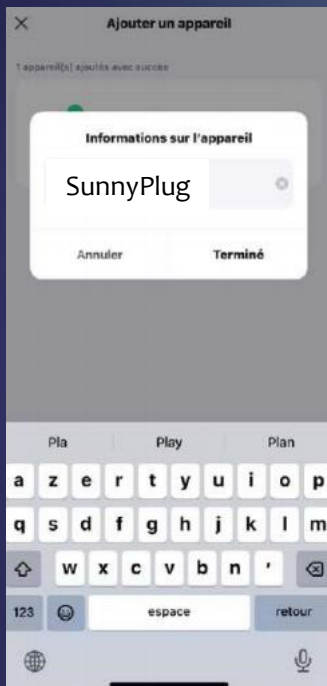 Ajouter un appareil
1 appareil(s) ajoutés avec succès
Informations sur l'appareil
SunnyPlug
Annuler
Terminé
Pla Play Plan
a z e r t y u i o p
q s d f g h j k l m
w x c v b n '
123 espace retour